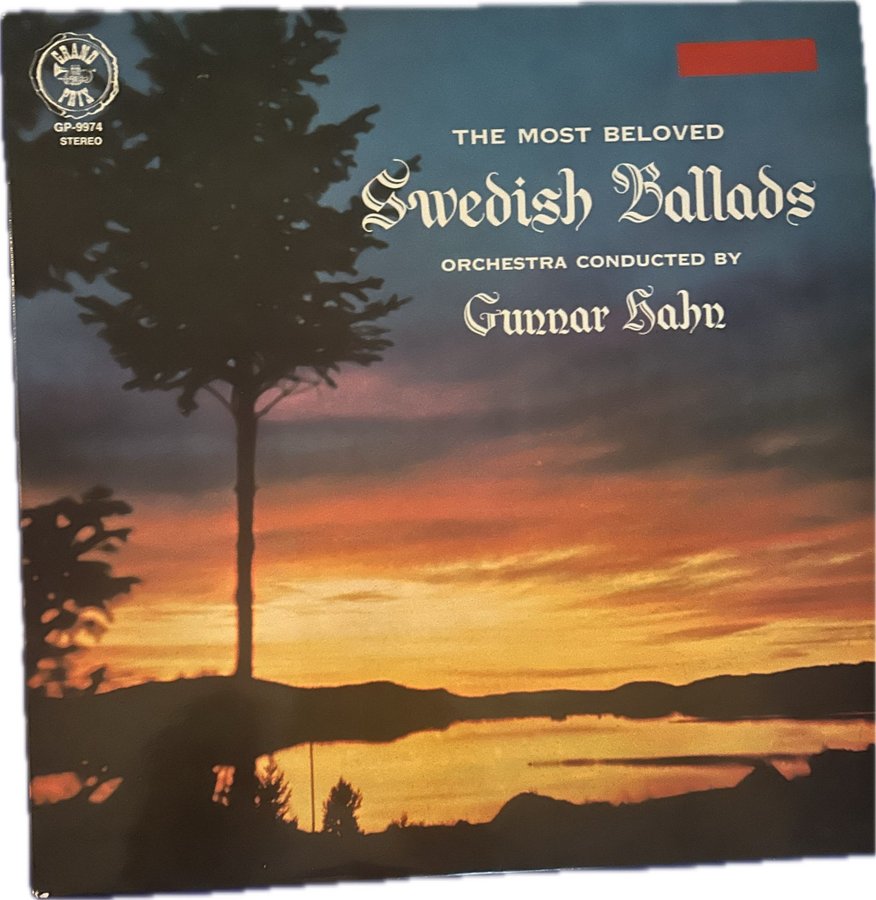 GRAND
PRIX
GP-9974
STEREO
THE MOST BELOVED
Swedish Ballads
ORCHESTRA CONDUCTED BY
Gunnar Hahn